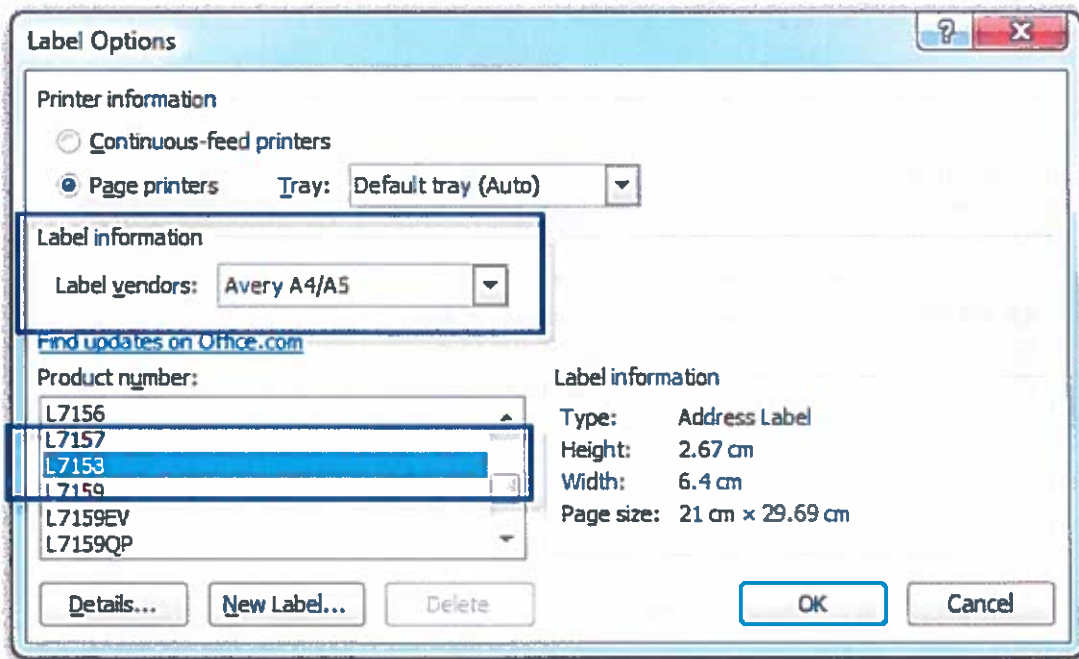 Label Options
Printer information
Continuous-feed printers
Page printers Tray: Default tray (Auto)
Label information
Label vendors: Avery A4/A5
Find updates on Office.com
Product number:
L7156
L7157
L7153
L7159
L7159EV
L7159QP
Label information
Type: Address Label
Height: 2.67 cm
Width: 6.4 cm
Page size: 21 cm × 29.69 cm
Details... New Label... Delete OK Cancel